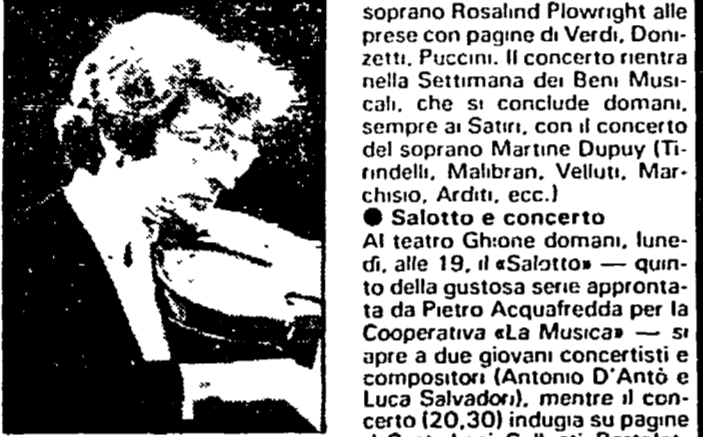 soprano Rosalind Plowright alle
prese con pagine di Verdi, Doni-
zetti, Puccini. Il concerto rientra
nella Settimana dei Beni Musi-
cali, che si conclude domani,
sempre ai Satiri, con il concerto
del soprano Martine Dupuy (Ti-
rindelli, Malibran, Velluti, Mar-
chisio, Arditi, ecc.)
● Salotto e concerto
Al teatro Ghione domani, lune-
dì, alle 19, il «Salotto» — quin-
to della gustosa serie appronta-
ta da Pietro Acquafredda per la
Cooperativa «La Musica» — si
apre a due giovani concertisti e
compositori (Antonio D'Antò e
Luca Salvadori), mentre il con-
certo (20,30) indugia su pagine